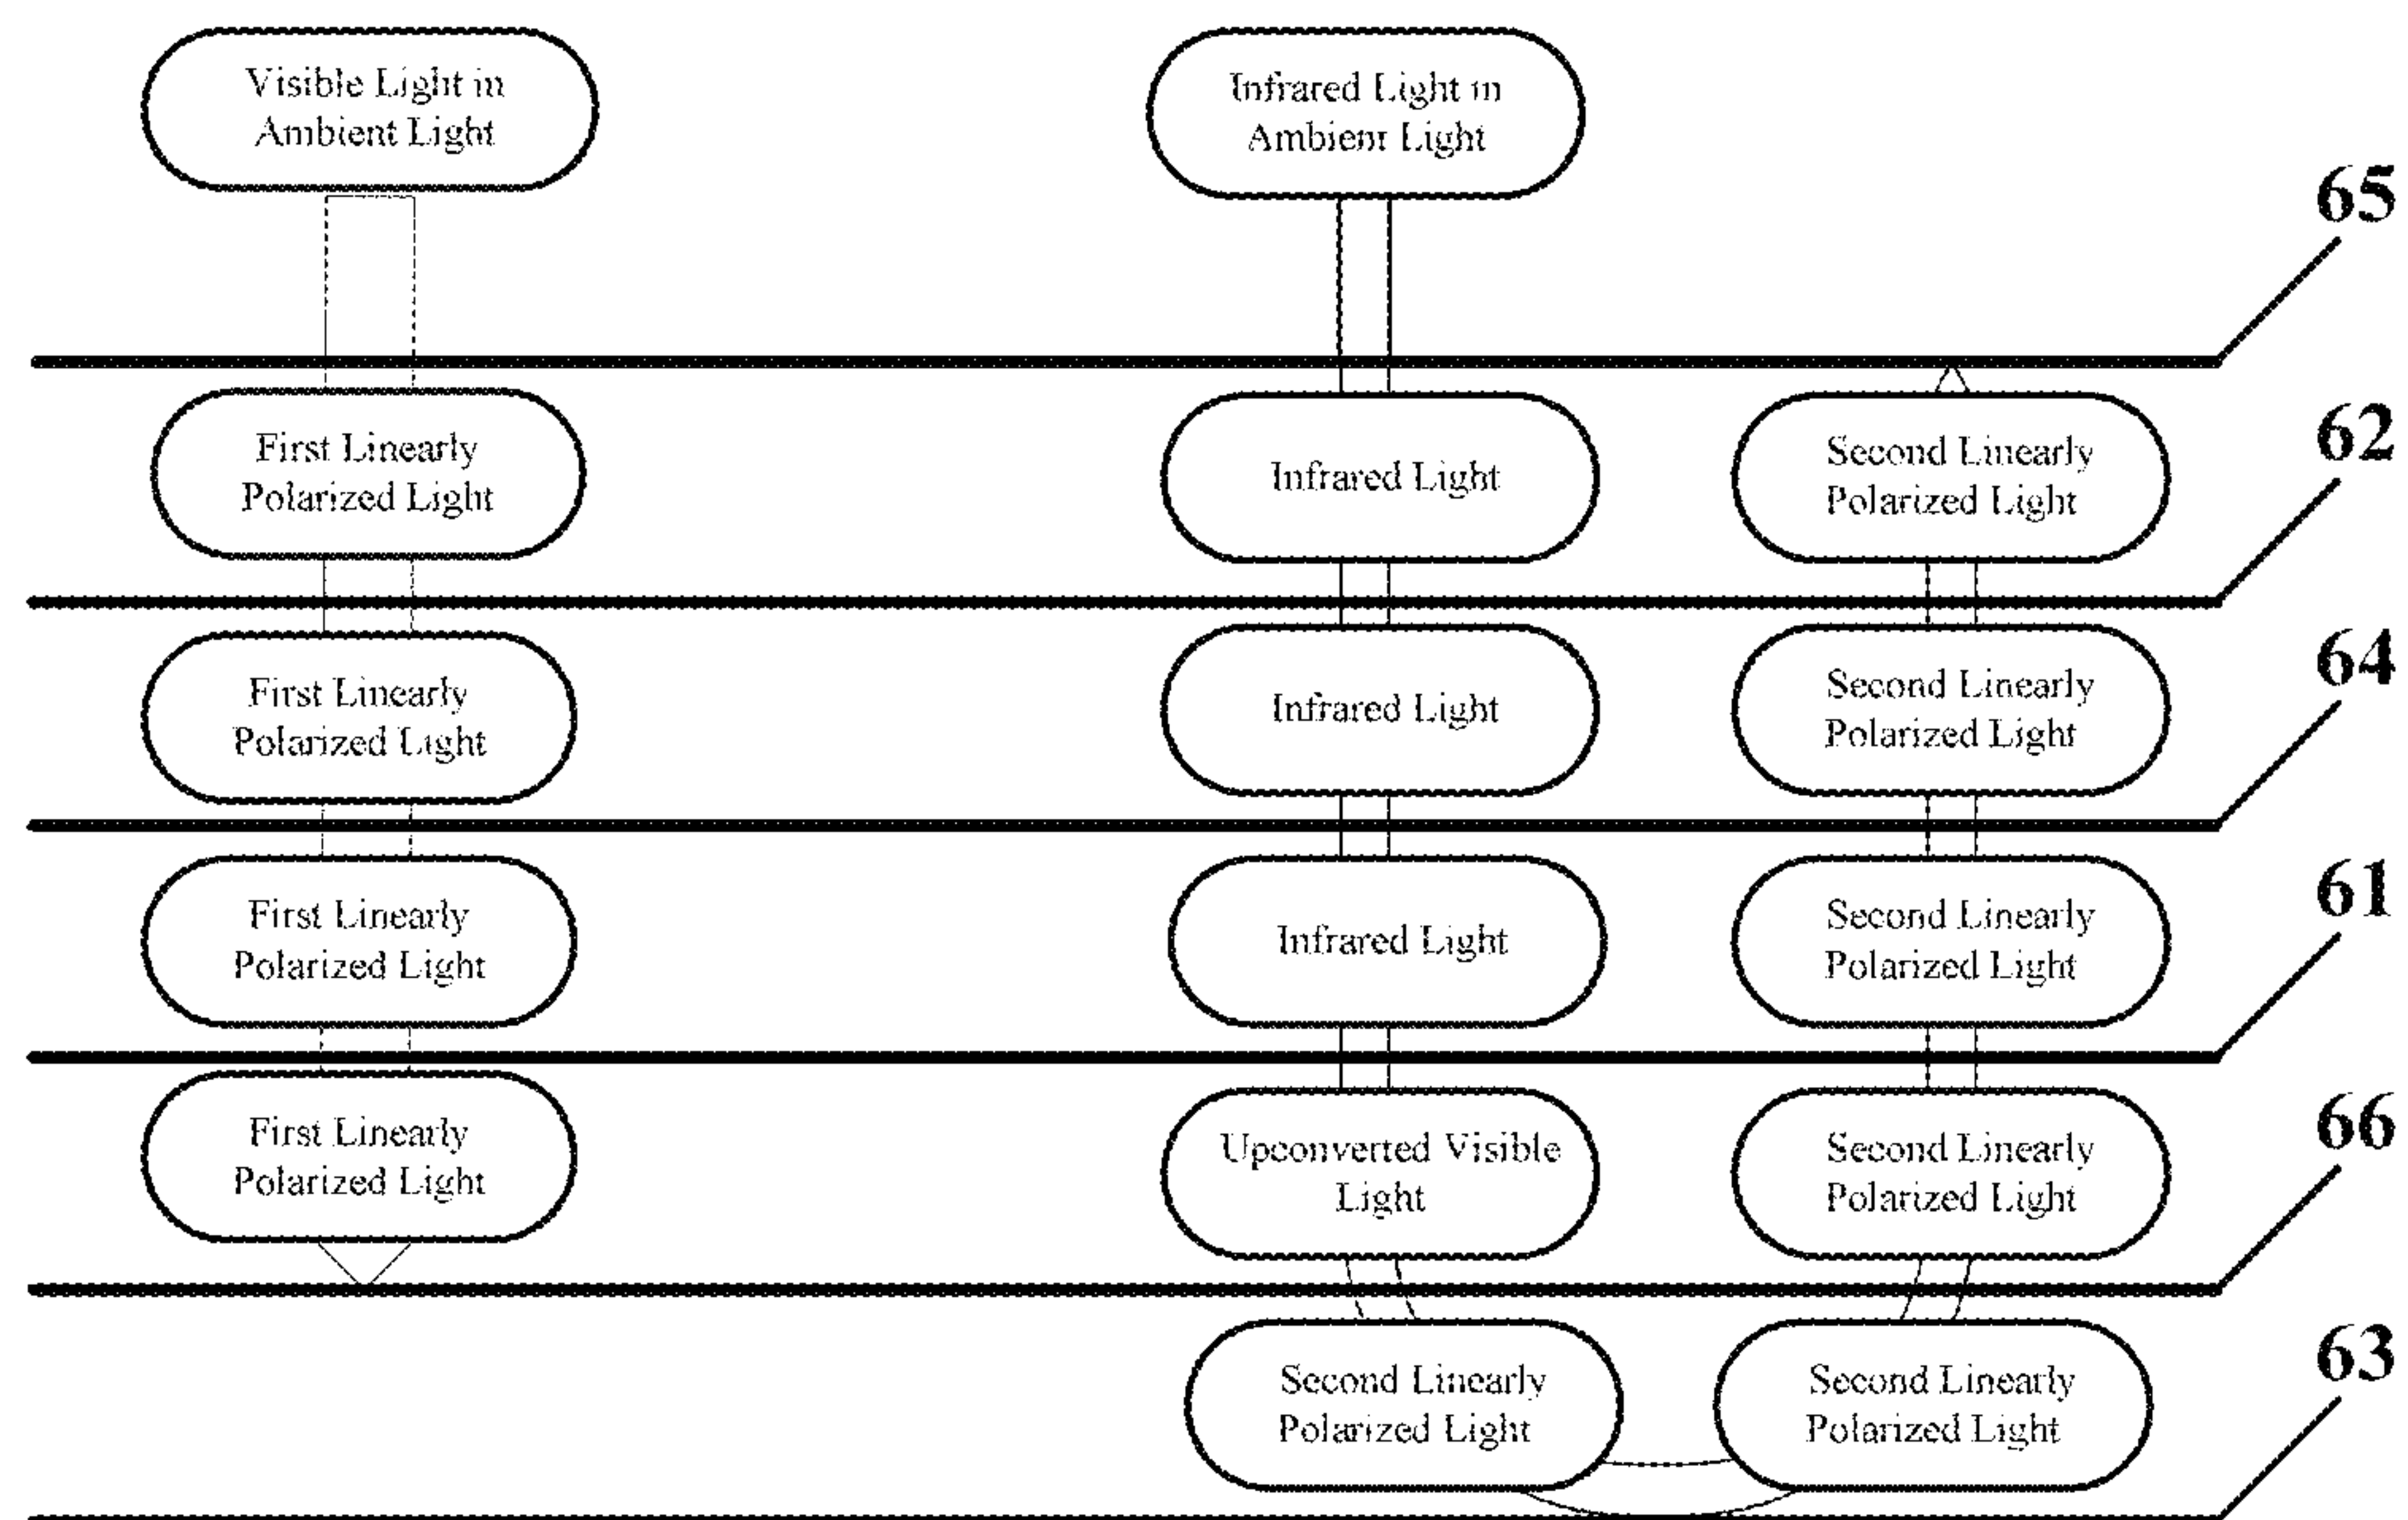 Visible Light in
Ambient Light
Infrared Light in
Ambient Light
65
First Linearly
Polarized Light
Infrared Light
Second Linearly
Polarized Light
62
First Linearly
Polarized Light
Infrared Light
Second Linearly
Polarized Light
64
First Linearly
Polarized Light
Infrared Light
Second Linearly
Polarized Light
61
First Linearly
Polarized Light
Upconverted Visible
Light
Second Linearly
Polarized Light
66
Second Linearly
Polarized Light
Second Linearly
Polarized Light
63